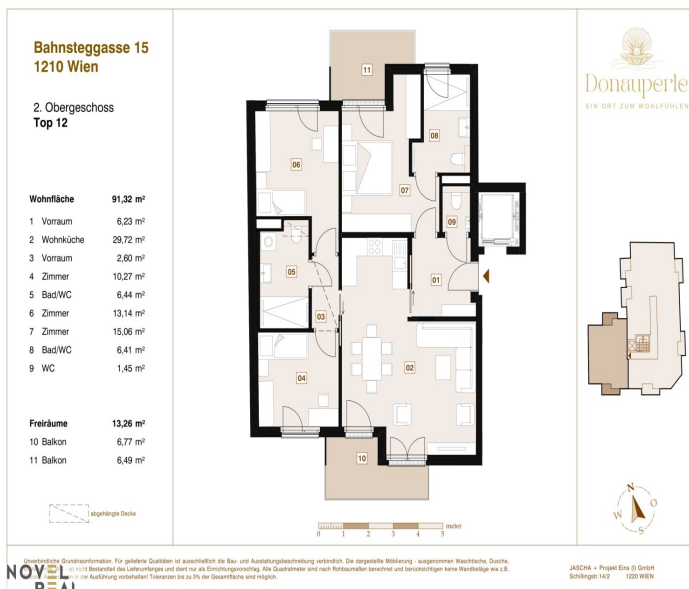 Bahnsteggasse 15
1210 Wien
2. Obergeschoss
Top 12
Wohnfläche 91,32 m²
1 Vorraum 6,23 m²
2 Wohnküche 29,72 m²
3 Vorraum 2,60 m²
4 Zimmer 10,27 m²
5 Bad/WC 6,44 m²
6 Zimmer 13,14 m²
7 Zimmer 15,06 m²
8 Bad/WC 6,41 m²
9 WC 1,45 m²
Freiräume 13,26 m²
10 Balkon 6,77 m²
11 Balkon 6,49 m²
abgehängte Decke
11
08
06
07
09
05
01
03
02
04
10
0 1 2 3 4 5 meter
Donauperle
EIN ORT ZUM WOHLFÜHLEN
N
W O
S
Unverbindliche Grundrissinformation. Für gelieferte Qualitäten ist ausschließlich die Bau- und Ausstattungsbeschreibung verbindlich. Die dargestellte Möblierung - ausgenommen Waschtische, Dusche,
ist nicht Bestandteil des Lieferumfanges und dient nur als Einrichtungsvorschlag. Alle Quadratmeter sind nach Rohbaumaßen berechnet und berücksichtigen keine Wandbeläge wie z.B.
in der Ausführung vorbehalten! Toleranzen bis zu 3% der Gesamtfläche sind möglich.
JASCHA + Projekt Eins (I) GmbH
Schillingstr.14/2 1220 WIEN
NOVEL
REAL